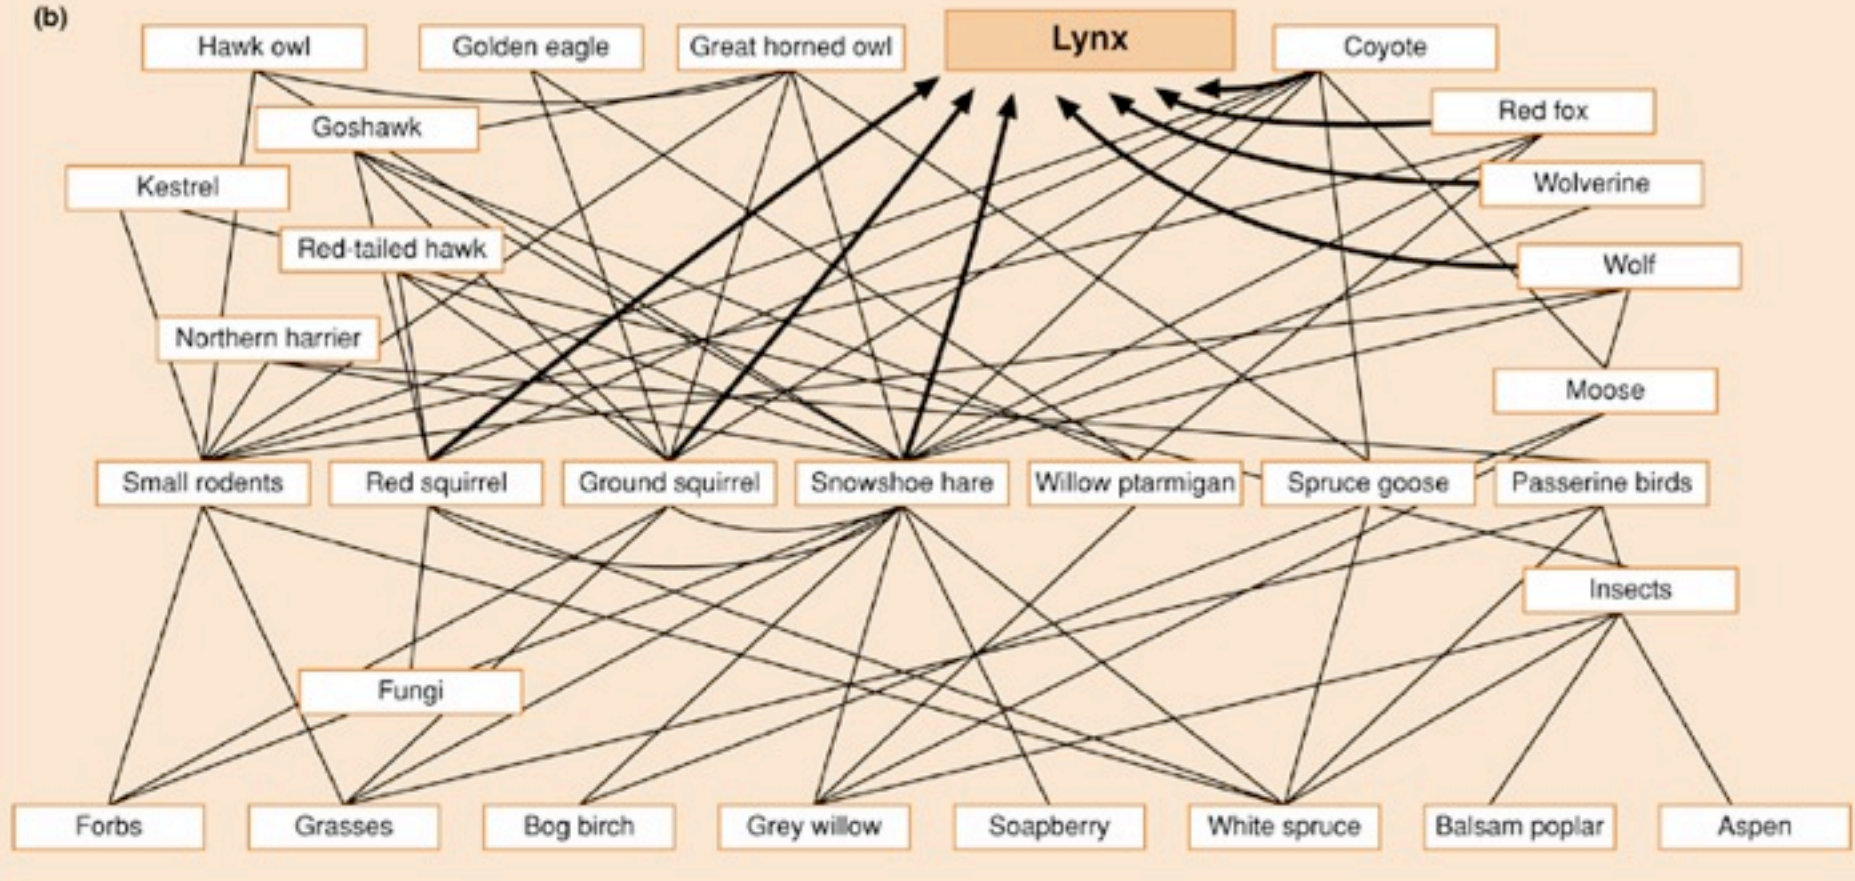 (b)
Hawk owl
Golden eagle
Great horned owl
Lynx
Coyote
Red fox
Goshawk
Kestrel
Wolverine
Red-tailed hawk
Wolf
Northern harrier
Moose
Small rodents
Red squirrel
Ground squirrel
Snowshoe hare
Willow ptarmigan
Spruce goose
Passerine birds
Insects
Fungi
Forbs
Grasses
Bog birch
Grey willow
Soapberry
White spruce
Balsam poplar
Aspen